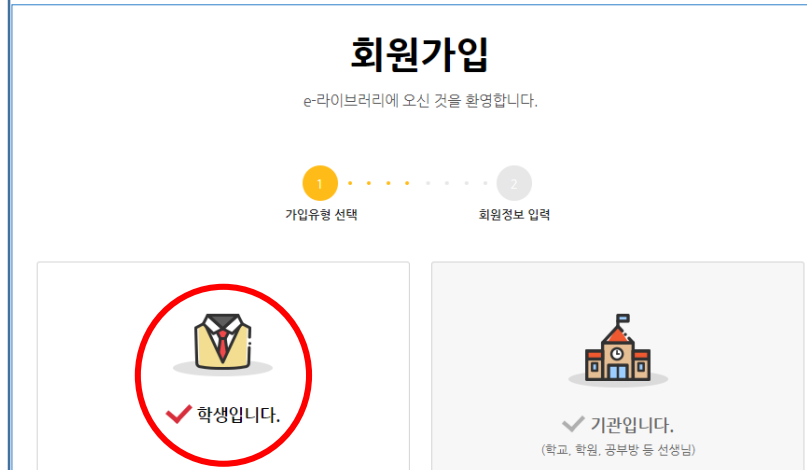 회원가입
e-라이브러리에 오신 것을 환영합니다.
1 2
가입유형 선택 회원정보 입력
학생입니다. 기관입니다.
(학교, 학원, 공부방 등 선생님)